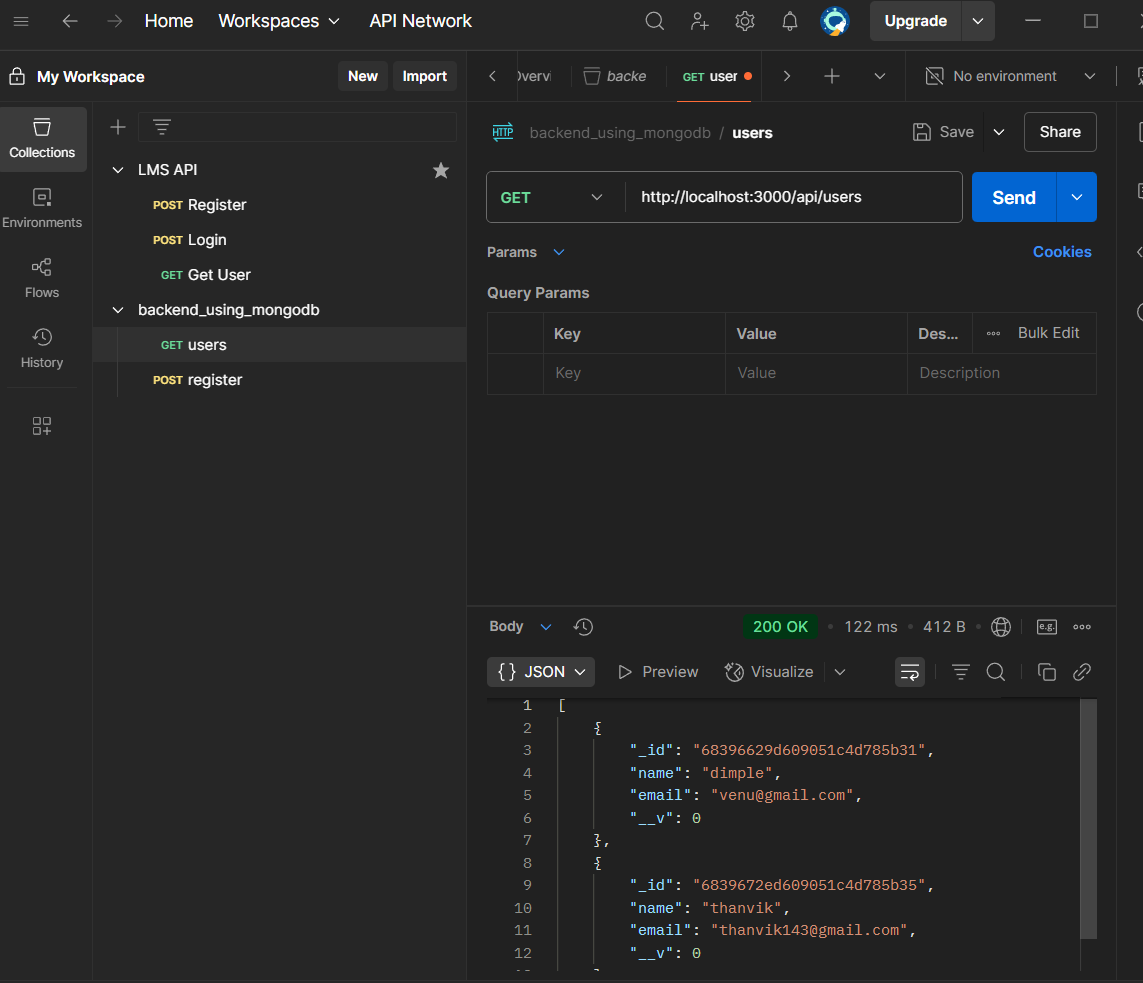 Home Workspaces API Network Upgrade
My Workspace New Import
Overvi backe GET user No environment
Collections
Environments
Flows
History
LMS API
POST Register
POST Login
GET Get User
backend_using_mongodb
GET users
POST register
HTTP backend_using_mongodb / users Save Share
GET http://localhost:3000/api/users Send
Params Cookies
Query Params
Key Value Des... Bulk Edit
Key Value Description
Body 200 OK 122 ms 412 B e.g.
{} JSON Preview Visualize
1 [
2 {
3 "_id": "68396629d609051c4d785b31",
4 "name": "dimple",
5 "email": "venu@gmail.com",
6 "__v": 0
7 },
8 {
9 "_id": "6839672ed609051c4d785b35",
10 "name": "thanvik",
11 "email": "thanvik143@gmail.com",
12 "__v": 0